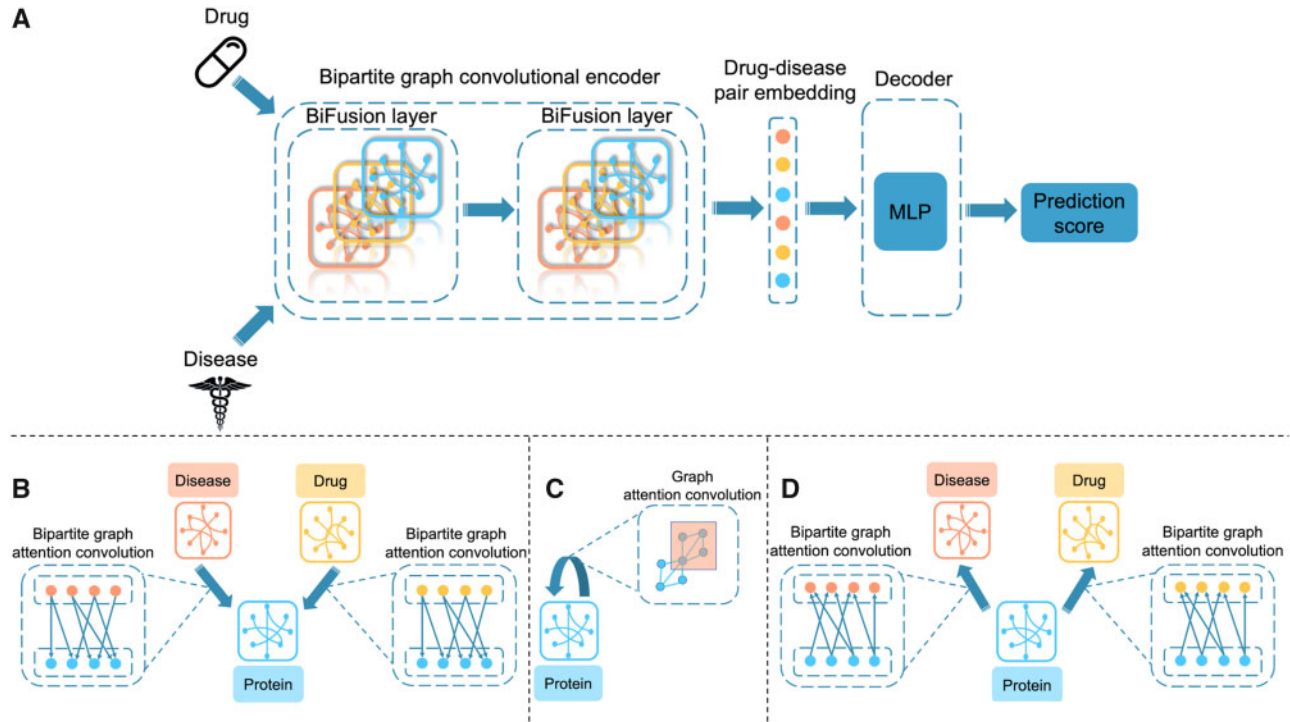 A
Drug
Bipartite graph convolutional encoder
BiFusion layer
BiFusion layer
Drug-disease
pair embedding
Decoder
MLP
Prediction
score
Disease
B
Disease
Drug
Bipartite graph
attention convolution
Bipartite graph
attention convolution
Protein
C
Graph
attention convolution
Protein
D
Disease
Drug
Bipartite graph
attention convolution
Bipartite graph
attention convolution
Protein